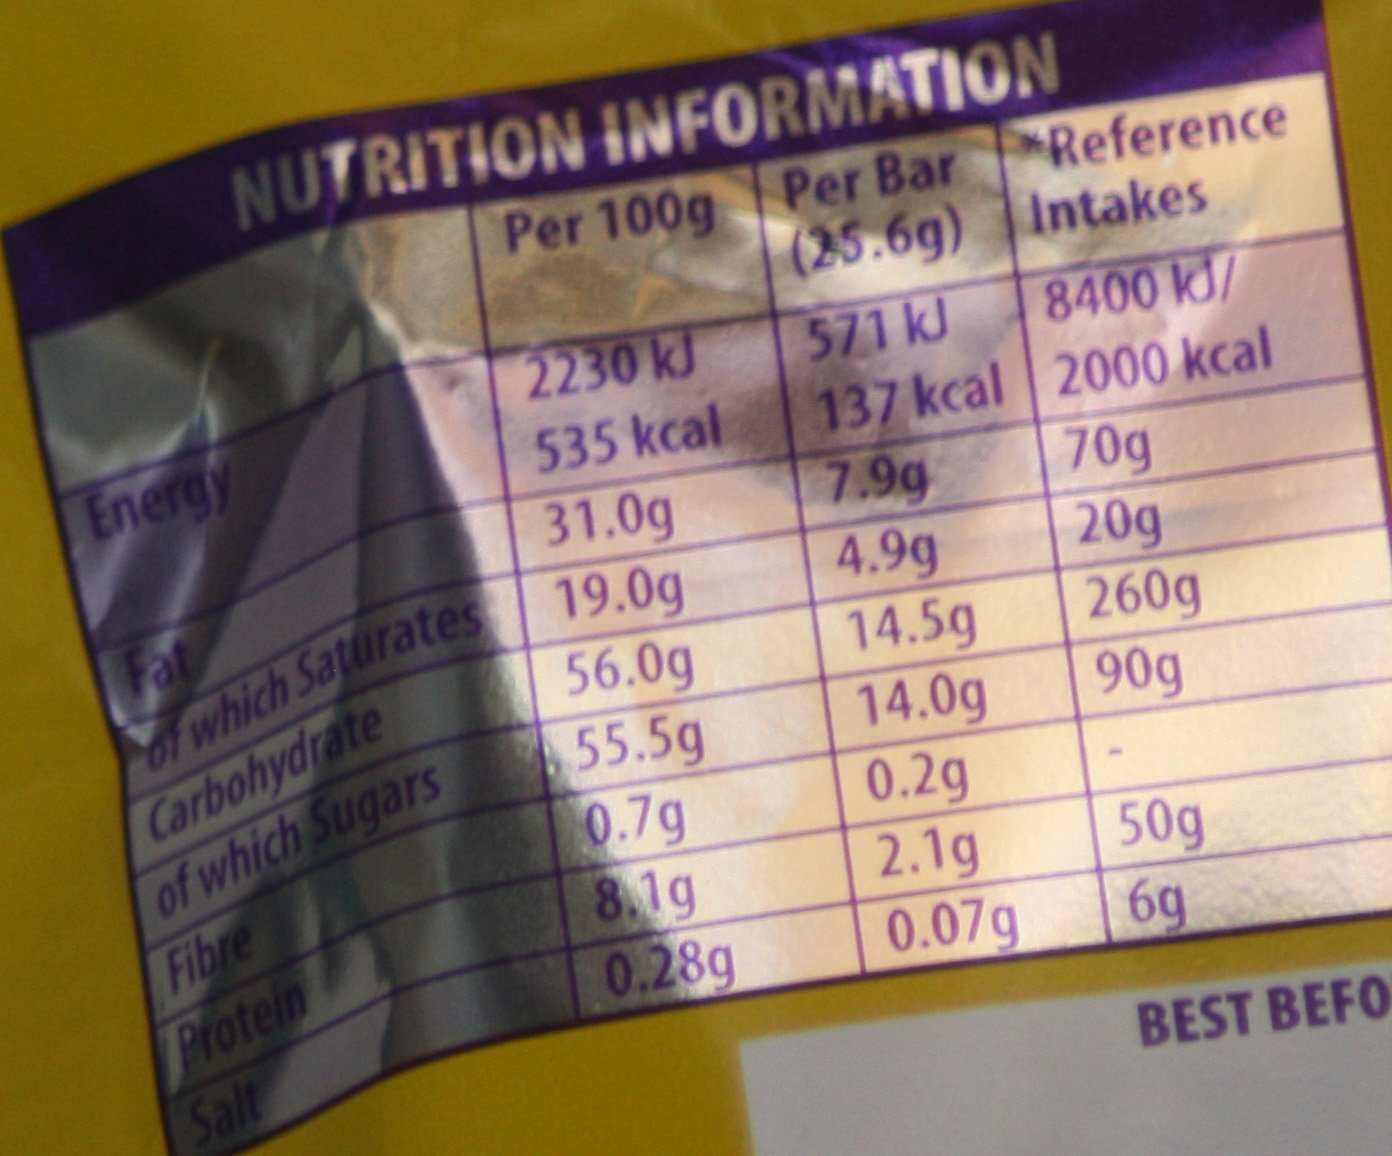 NUTRITION INFORMATION
Per 100g Per Bar (25.6g) *Reference Intakes
Energy 2230 kJ 571 kJ 8400 kJ/
535 kcal 137 kcal 2000 kcal
Fat 31.0g 7.9g 70g
of which Saturates 19.0g 4.9g 20g
Carbohydrate 56.0g 14.5g 260g
of which Sugars 55.5g 14.0g 90g
Fibre 0.7g 0.2g -
Protein 8.1g 2.1g 50g
Salt 0.28g 0.07g 6g
BEST BEFO